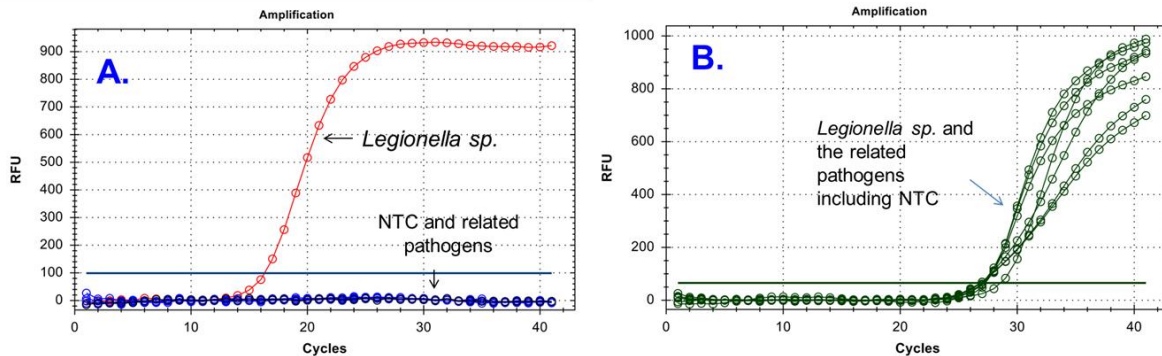 Amplification
A.
900
800
700
600
500
400
300
200
100
0
RFU
Legionella sp.
NTC and related
pathogens
0
10
20
30
40
Cycles
Amplification
B.
1000
800
600
400
200
0
RFU
Legionella sp. and
the related
pathogens
including NTC
0
10
20
30
40
Cycles